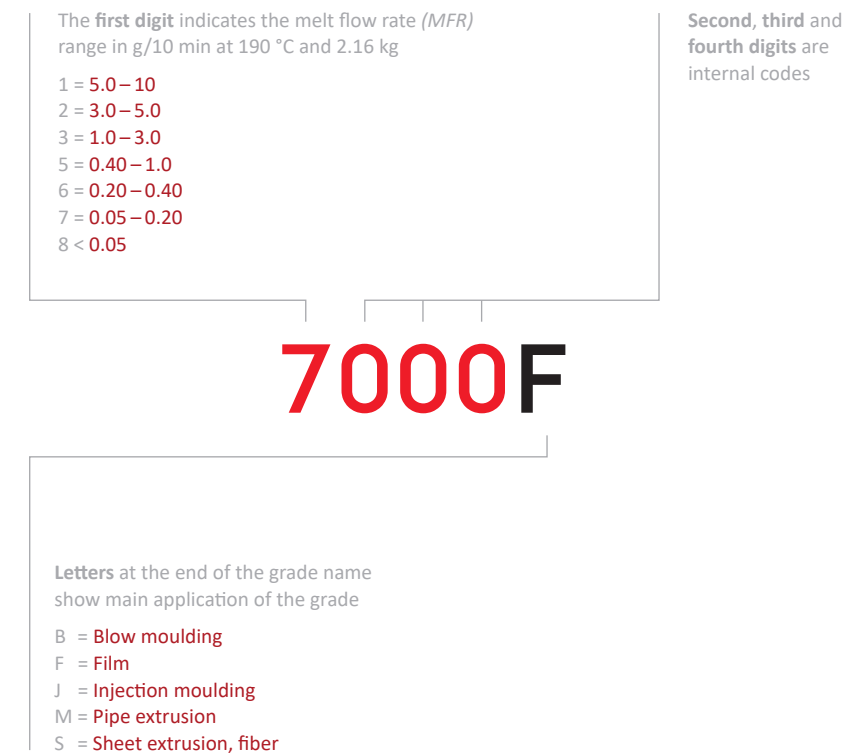 The first digit indicates the melt flow rate (MFR)
range in g/10 min at 190 °C and 2.16 kg
1 = 5.0 – 10
2 = 3.0 – 5.0
3 = 1.0 – 3.0
5 = 0.40 – 1.0
6 = 0.20 – 0.40
7 = 0.05 – 0.20
8 < 0.05
Second, third and
fourth digits are
internal codes
7000F
Letters at the end of the grade name
show main application of the grade
B = Blow moulding
F = Film
J = Injection moulding
M = Pipe extrusion
S = Sheet extrusion, fiber